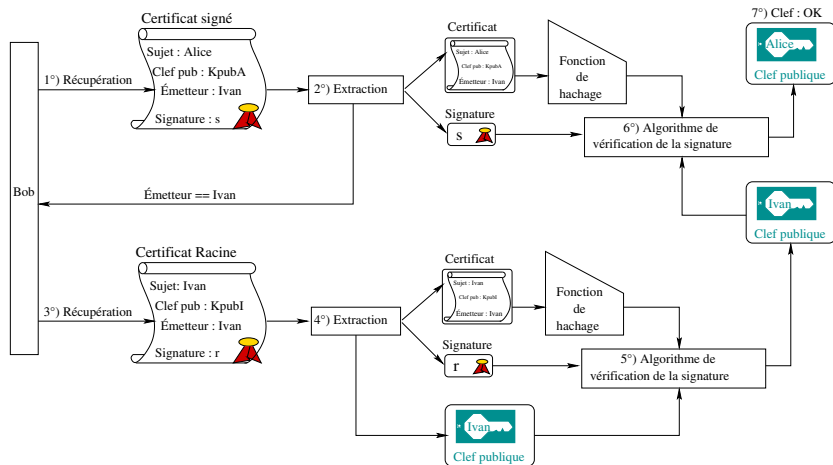 Certificat signé
Sujet : Alice
Clef pub : KpubA
Émetteur : Ivan
Signature : s
1°) Récupération
2°) Extraction
Certificat
Sujet : Alice
Clef pub : KpubA
Émetteur : Ivan
Fonction
de
hachage
Signature
s
6°) Algorithme de
vérification de la signature
7°) Clef : OK
Alice
Clef publique
Bob
Émetteur == Ivan
Ivan
Clef publique
Certificat Racine
Sujet: Ivan
Clef pub : KpubI
Émetteur : Ivan
Signature : r
3°) Récupération
4°) Extraction
Certificat
Sujet : Ivan
Clef pub : KpubI
Émetteur : Ivan
Fonction
de
hachage
Signature
r
5°) Algorithme de
vérification de la signature
Ivan
Clef publique